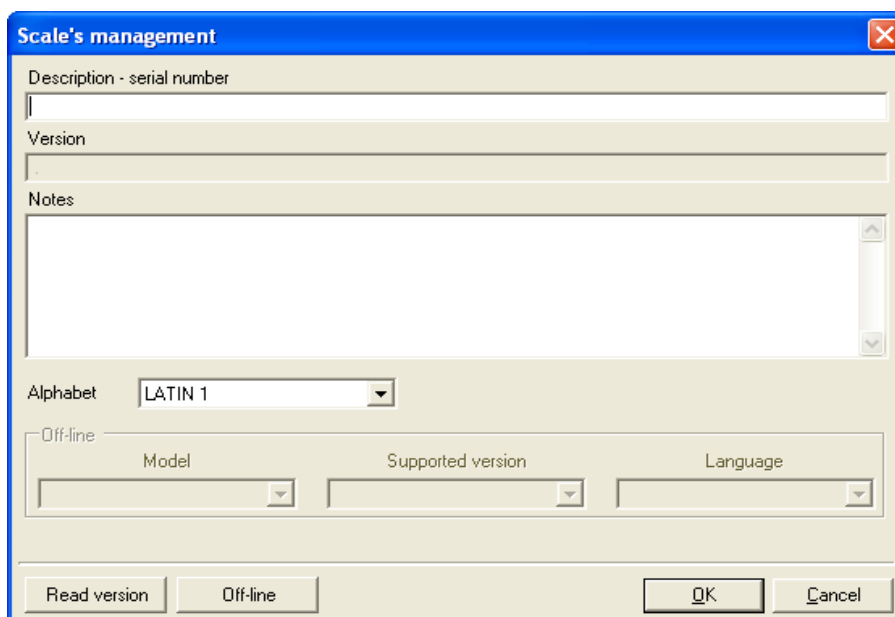 Scale's management
Description - serial number
Version
.
Notes
Alphabet LATIN 1
Off-line
Model Supported version Language
Read version Off-line OK Cancel